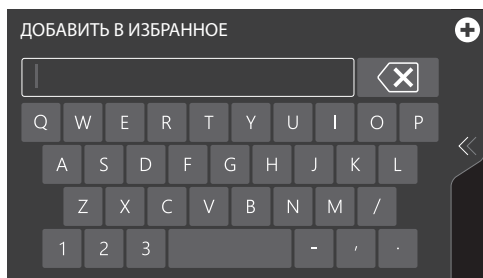 ДОБАВИТЬ В ИЗБРАННОЕ
Q W E R T Y U I O P
A S D F G H J K L
Z X C V B N M /
1 2 3 - , .